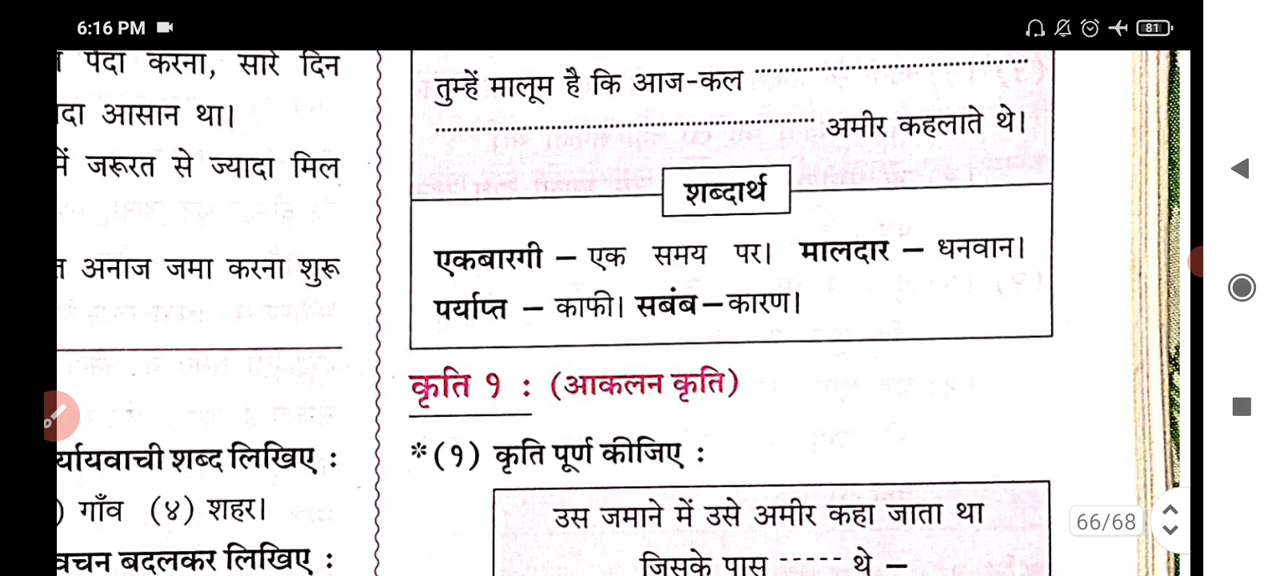 6:16 PM
81
पैदा करना, सारे दिन
दा आसान था।
में जरूरत से ज्यादा मिल
अनाज जमा करना शुरू
र्यायवाची शब्द लिखिए :
) गाँव (४) शहर।
वचन बदलकर लिखिए :
तुम्हें मालूम है कि आज-कल ....................
.................... अमीर कहलाते थे।
शब्दार्थ
एकबारगी – एक समय पर। मालदार – धनवान।
पर्याप्त – काफी। सबंब – कारण।
कृति १ : (आकलन कृति)
*(१) कृति पूर्ण कीजिए :
उस जमाने में उसे अमीर कहा जाता था
जिसके पास ----- थे –
66/68